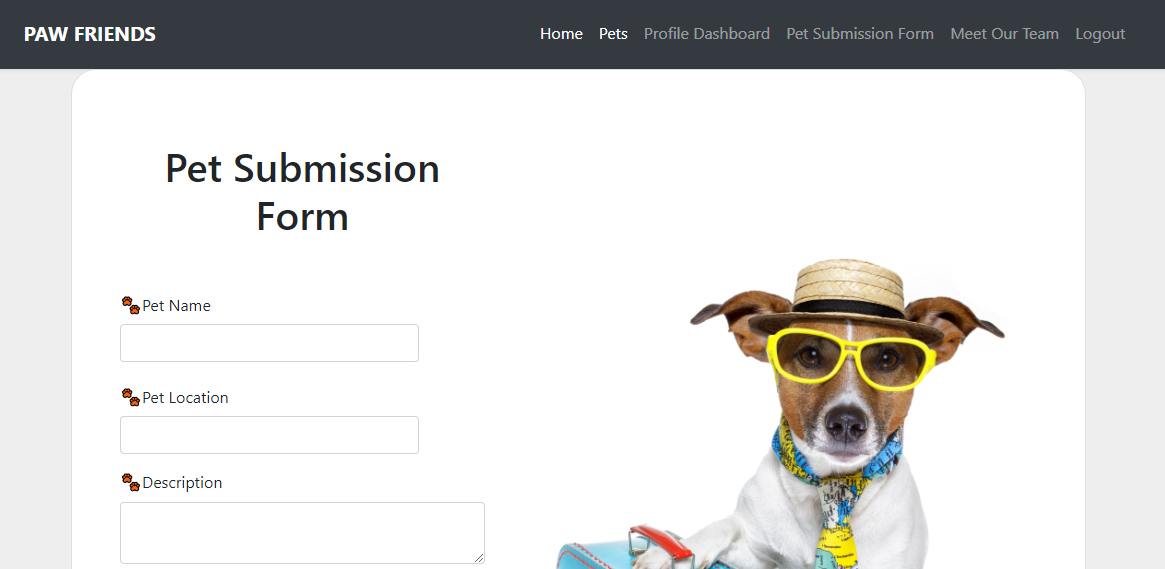 PAW FRIENDS Home Pets Profile Dashboard Pet Submission Form Meet Our Team Logout
Pet Submission
Form
Pet Name
Pet Location
Description